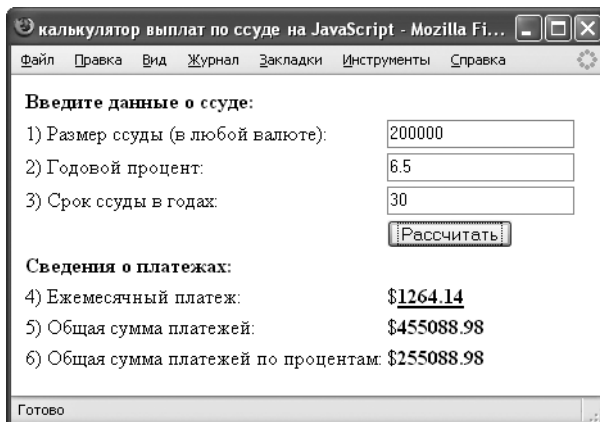 калькулятор выплат по ссуде на JavaScript - Mozilla Fi...
Файл Правка Вид Журнал Закладки Инструменты Справка
Введите данные о ссуде:
1) Размер ссуды (в любой валюте): 200000
2) Годовой процент: 6.5
3) Срок ссуды в годах: 30
Рассчитать
Сведения о платежах:
4) Ежемесячный платеж: $1264.14
5) Общая сумма платежей: $455088.98
6) Общая сумма платежей по процентам: $255088.98
Готово